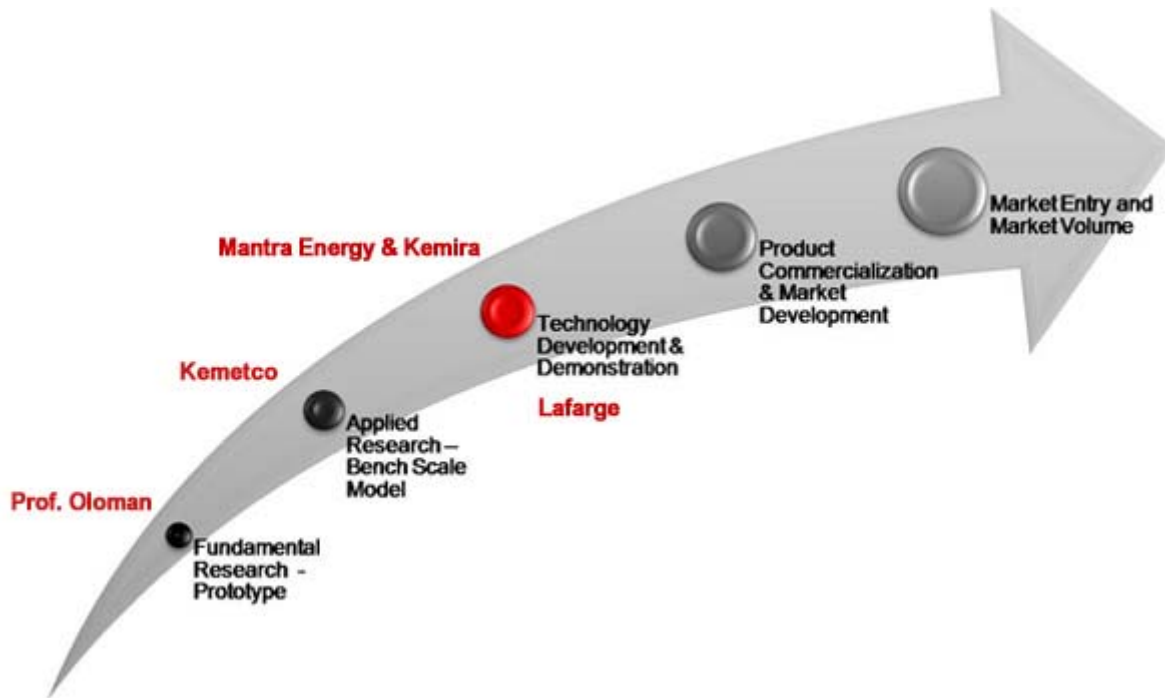 Mantra Energy & Kemira
Market Entry and
Market Volume
Product
Commercialization
& Market
Development
Technology
Development &
Demonstration
Lafarge
Kemetco
Applied
Research –
Bench Scale
Model
Prof. Oloman
Fundamental
Research -
Prototype